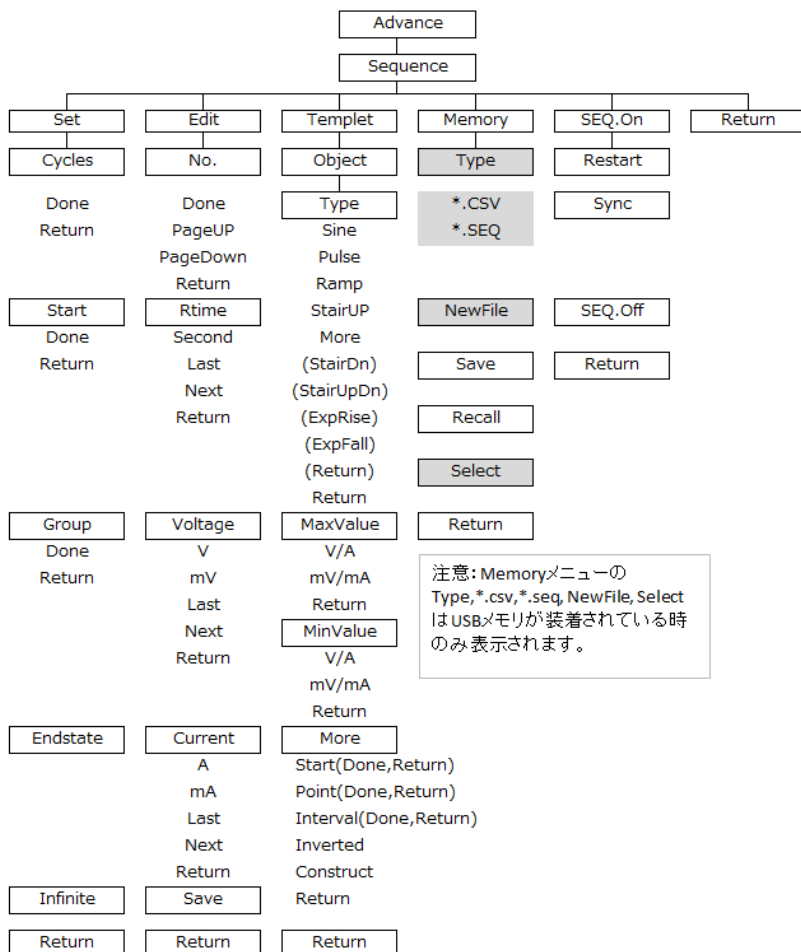 Advance
Sequence
Set
Edit
Templet
Memory
SEQ.On
Return
Cycles
No.
Object
Type
Restart
Done
Done
Type
*.CSV
Sync
Return
PageUP
Sine
*.SEQ
PageDown
Pulse
Return
Ramp
Start
Rtime
StairUP
NewFile
SEQ.Off
Done
Second
More
Return
Last
(StairDn)
Save
Return
Next
(StairUpDn)
Return
(ExpRise)
Recall
(ExpFall)
(Return)
Select
Return
Group
Voltage
MaxValue
Return
Done
V
V/A
Return
mV
mV/mA
Last
Return
Next
MinValue
Return
V/A
mV/mA
Return
注意：Memoryメニューの
Type,*.csv,*.seq, NewFile, Select
はUSBメモリが装着されている時
のみ表示されます。
Endstate
Current
More
A
Start(Done,Return)
mA
Point(Done,Return)
Last
Interval(Done,Return)
Next
Inverted
Return
Construct
Infinite
Save
Return
Return
Return
Return